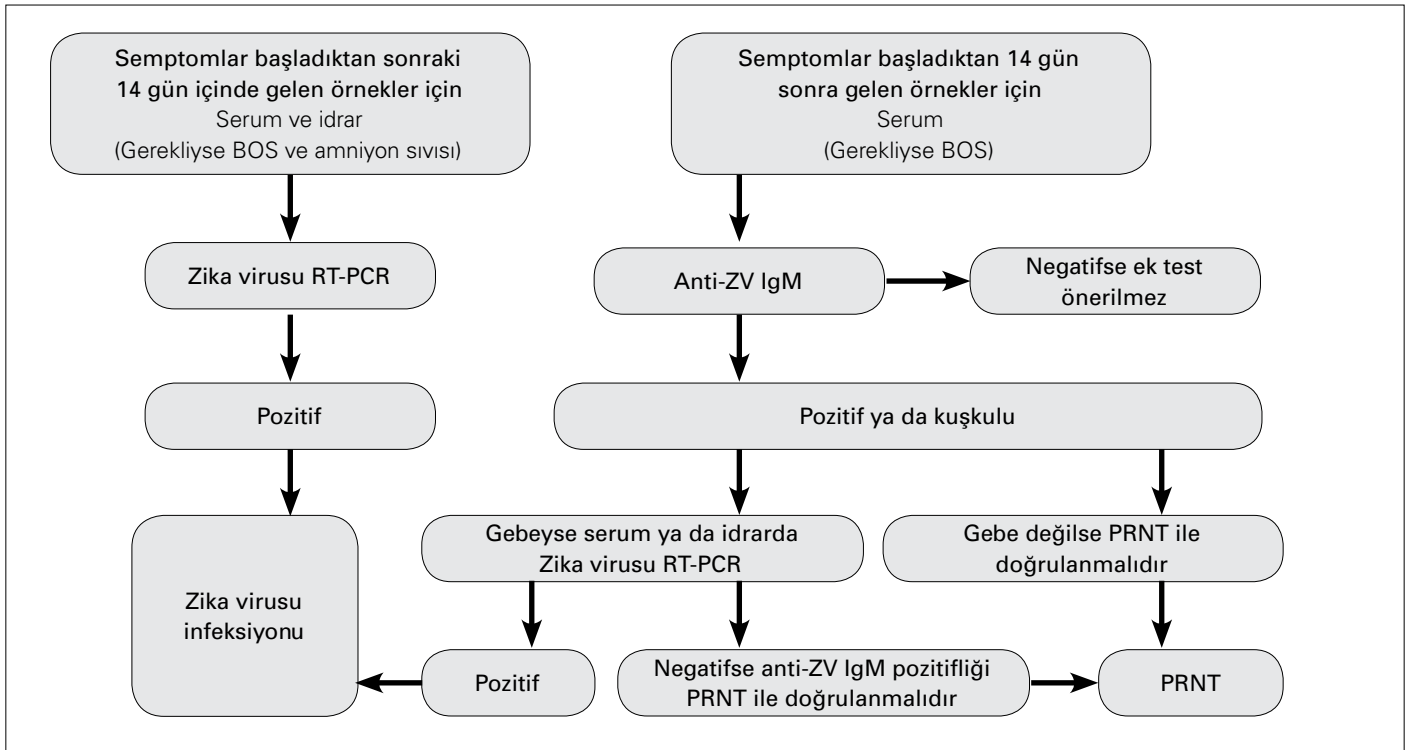 Semptomlar başladıktan sonraki
14 gün içinde gelen örnekler için
Serum ve idrar
(Gerekliyse BOS ve amniyon sıvısı)
Semptomlar başladıktan 14 gün
sonra gelen örnekler için
Serum
(Gerekliyse BOS)
Zika virusu RT-PCR
Anti-ZV IgM
Negatifse ek test
önerilmez
Pozitif
Pozitif ya da kuşkulu
Zika virusu
infeksiyonu
Gebeyse serum ya da idrarda
Zika virusu RT-PCR
Gebe değilse PRNT ile
doğrulanmalıdır
Pozitif
Negatifse anti-ZV IgM pozitifliği
PRNT ile doğrulanmalıdır
PRNT